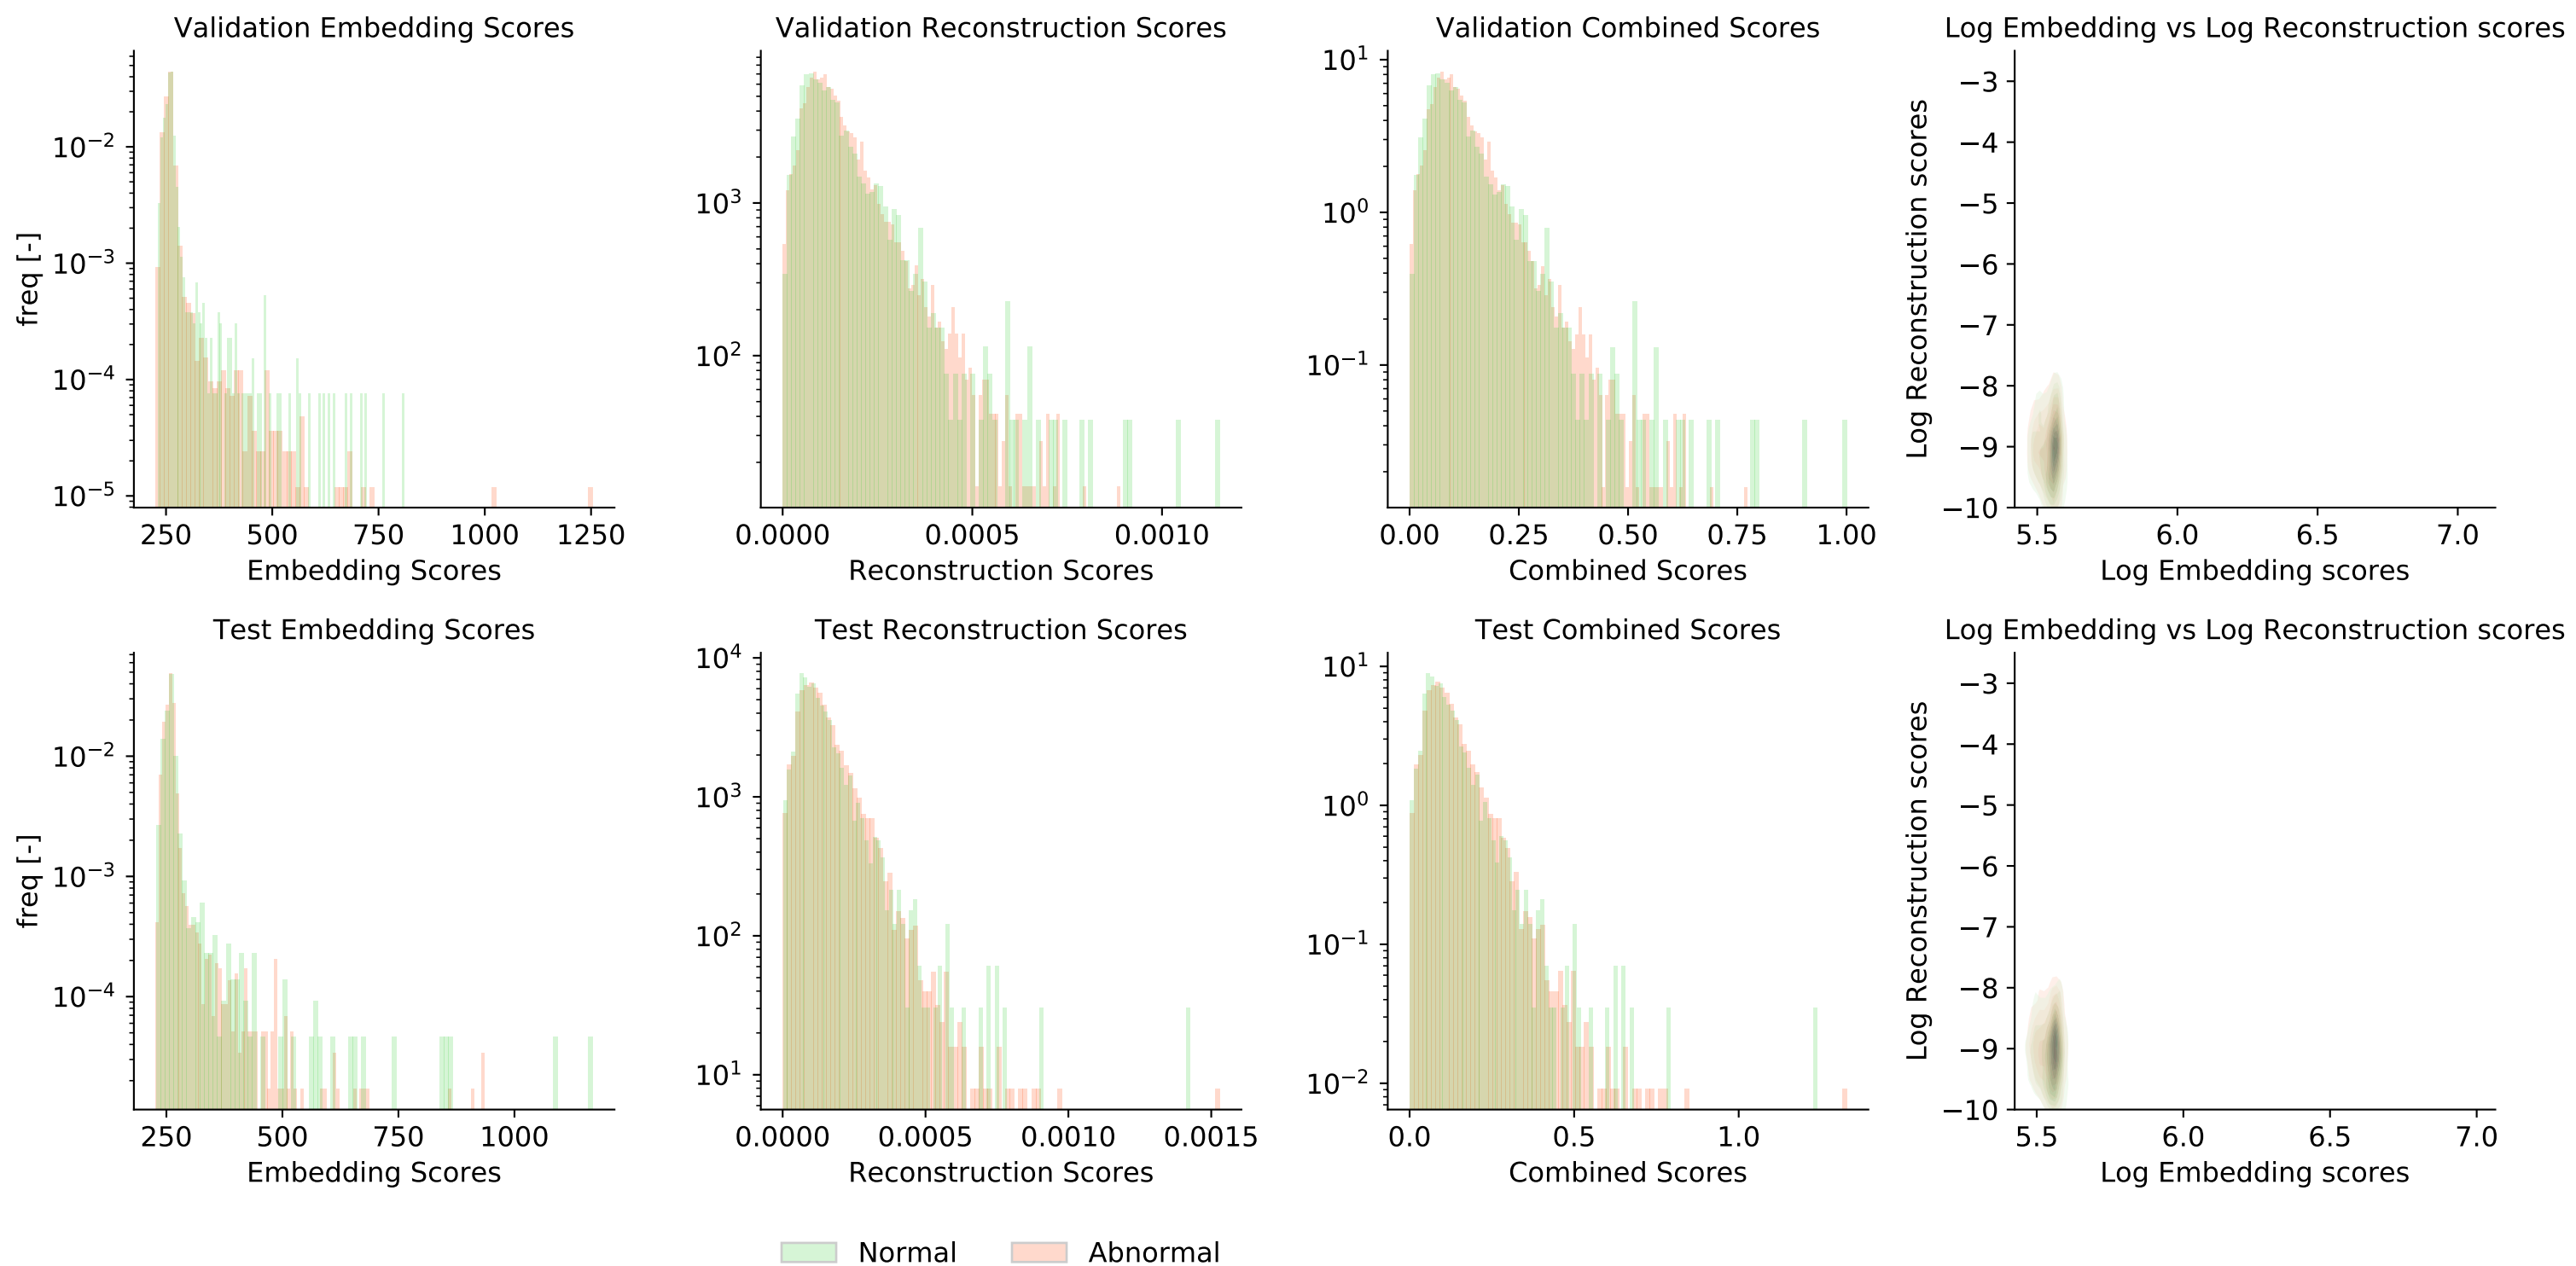 Validation Embedding Scores
Validation Reconstruction Scores
Validation Combined Scores
Log Embedding vs Log Reconstruction scores
freq [-]
10⁻²
10⁻³
10⁻⁴
10⁻⁵
250 500 750 1000 1250
Embedding Scores
10³
10²
0.0000 0.0005 0.0010
Reconstruction Scores
10¹
10⁰
10⁻¹
0.00 0.25 0.50 0.75 1.00
Combined Scores
Log Reconstruction scores
−3
−4
−5
−6
−7
−8
−9
−10
5.5 6.0 6.5 7.0
Log Embedding scores
Test Embedding Scores
Test Reconstruction Scores
Test Combined Scores
Log Embedding vs Log Reconstruction scores
freq [-]
10⁻²
10⁻³
10⁻⁴
250 500 750 1000
Embedding Scores
10⁴
10³
10²
10¹
0.0000 0.0005 0.0010 0.0015
Reconstruction Scores
10¹
10⁰
10⁻¹
10⁻²
0.0 0.5 1.0
Combined Scores
Log Reconstruction scores
−3
−4
−5
−6
−7
−8
−9
−10
5.5 6.0 6.5 7.0
Log Embedding scores
Normal Abnormal